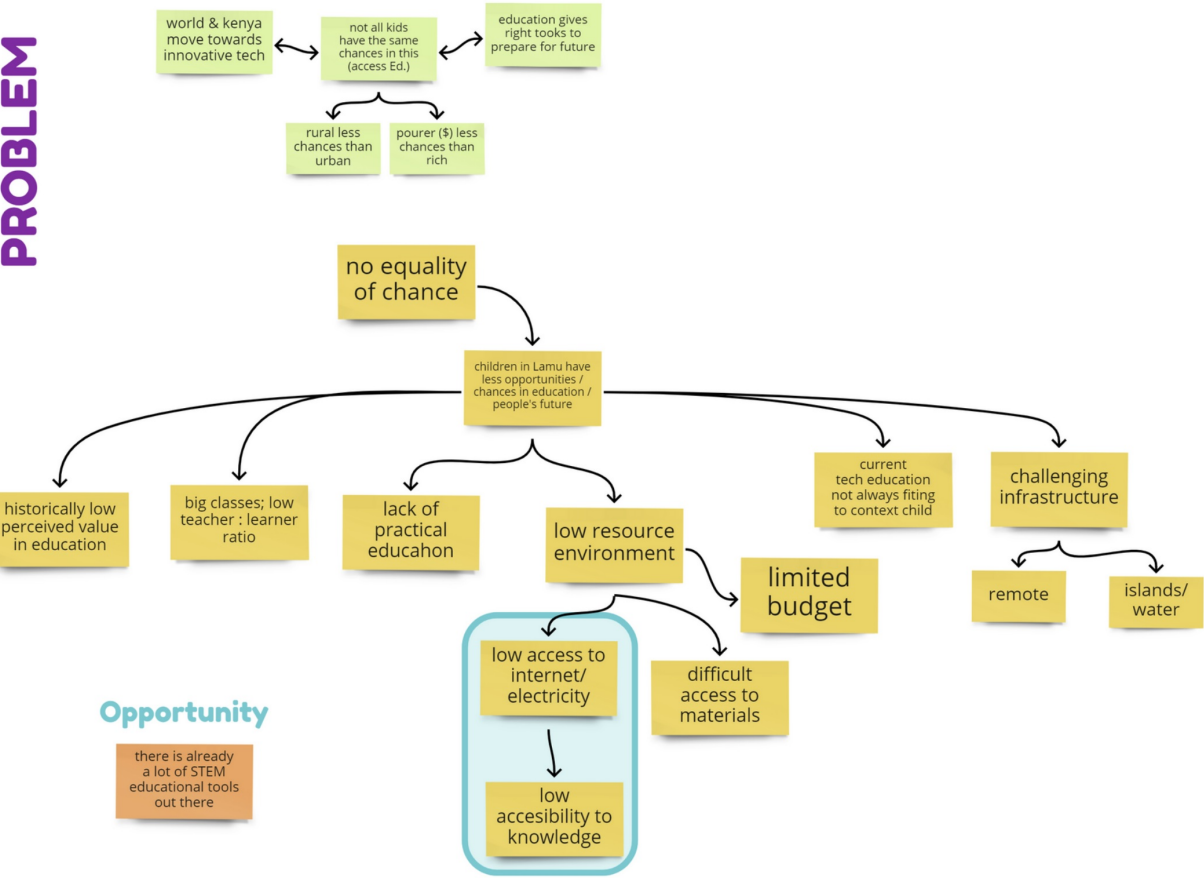 PROBLEM
world & kenya
move towards
innovative tech
not all kids
have the same
chances in this
(access Ed.)
education gives
right tooks to
prepare for future
rural less
chances than
urban
pourer ($) less
chances than
rich
no equality
of chance
children in Lamu have
less opportunities /
chances in education /
people's future
historically low
perceived value
in education
big classes; low
teacher : learner
ratio
lack of
practical
educahon
low resource
environment
limited
budget
current
tech education
not always fiting
to context child
challenging
infrastructure
remote
islands/
water
low access to
internet/
electricity
difficult
access to
materials
low
accesibility to
knowledge
Opportunity
there is already
a lot of STEM
educational tools
out there